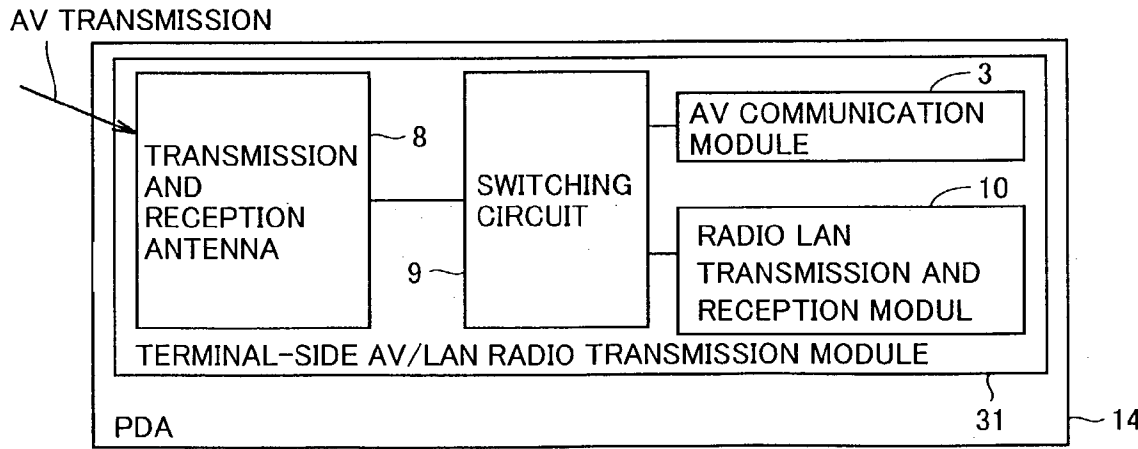 AV TRANSMISSION
3
AV COMMUNICATION
MODULE
8
TRANSMISSION
AND
RECEPTION
ANTENNA
SWITCHING
CIRCUIT
10
RADIO LAN
TRANSMISSION AND
RECEPTION MODUL
9
TERMINAL-SIDE AV/LAN RADIO TRANSMISSION MODULE
31
PDA
14